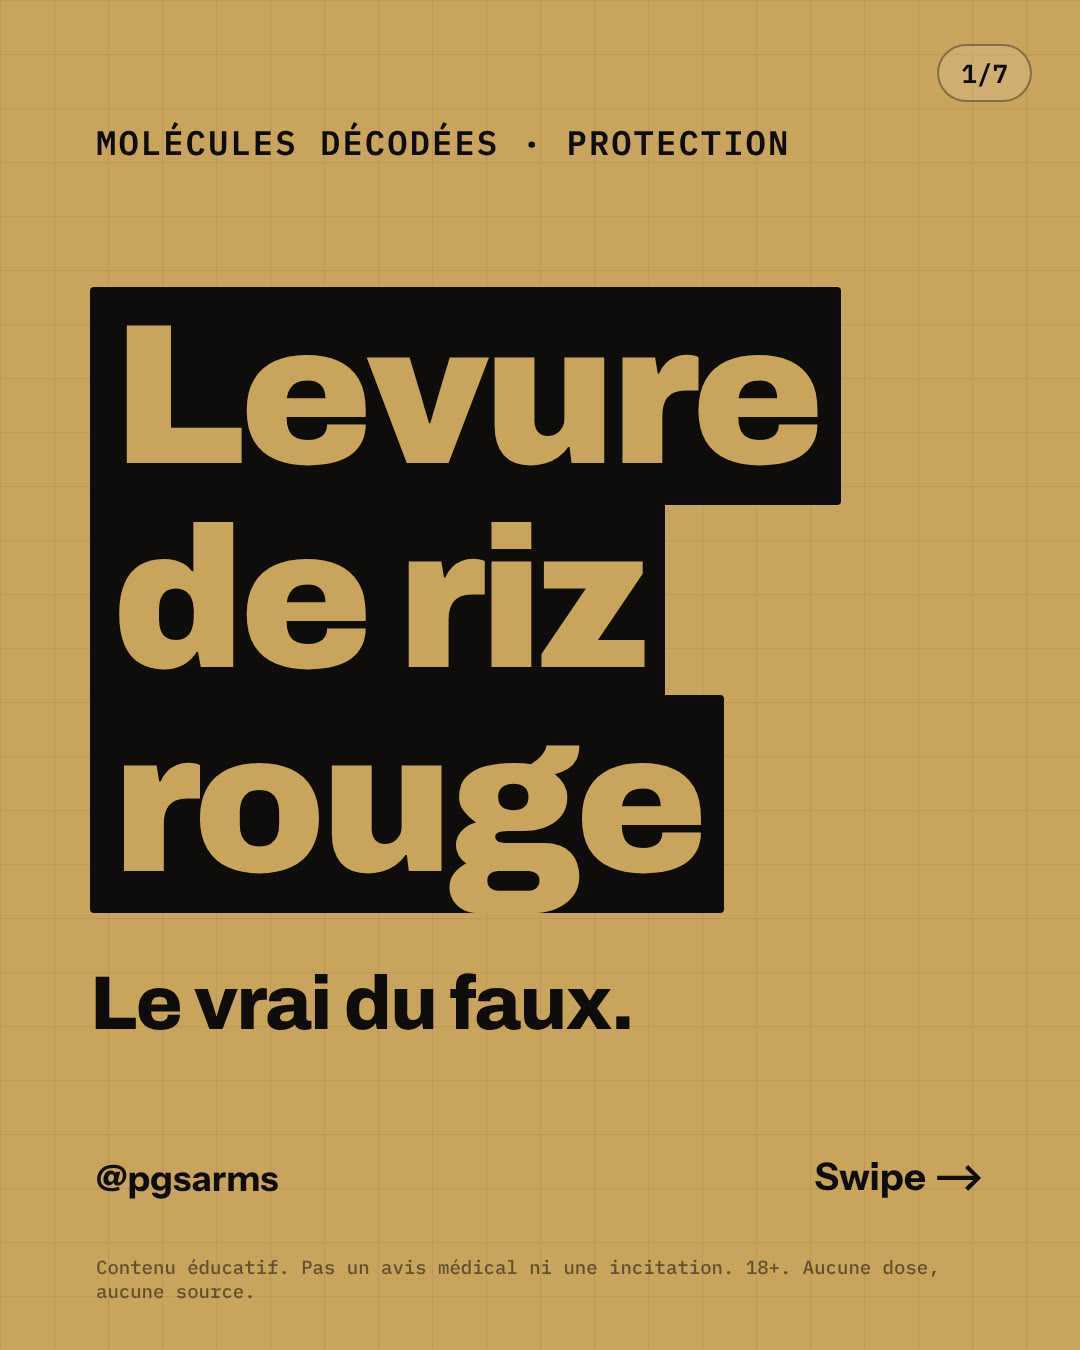 1/7
MOLÉCULES DÉCODÉES · PROTECTION
Levure
de riz
rouge
Le vrai du faux.
@pgsarms
Swipe →
Contenu éducatif. Pas un avis médical ni une incitation. 18+. Aucune dose,
aucune source.